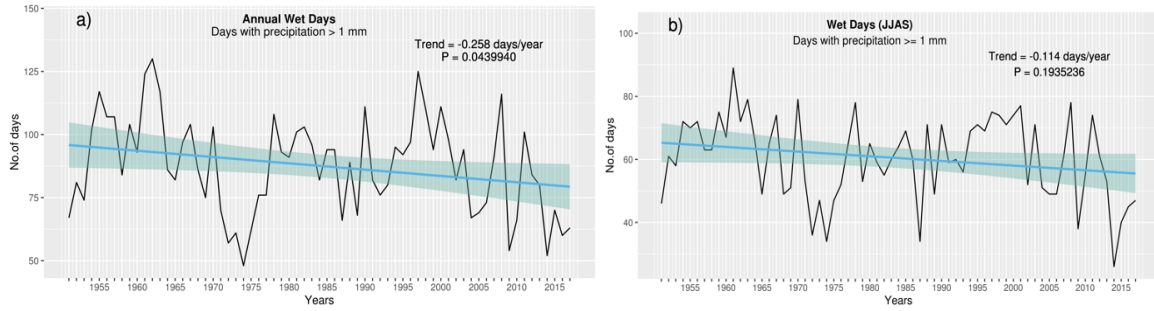 a)
Annual Wet Days
Days with precipitation > 1 mm
Trend = -0.258 days/year
P = 0.0439940
150
125
100
75
50
No.of days
1955 1960 1965 1970 1975 1980 1985 1990 1995 2000 2005 2010 2015
Years
b)
Wet Days (JJAS)
Days with precipitation >= 1 mm
Trend = -0.114 days/year
P = 0.1935236
100
80
60
40
No.of days
1955 1960 1965 1970 1975 1980 1985 1990 1995 2000 2005 2010 2015
Years